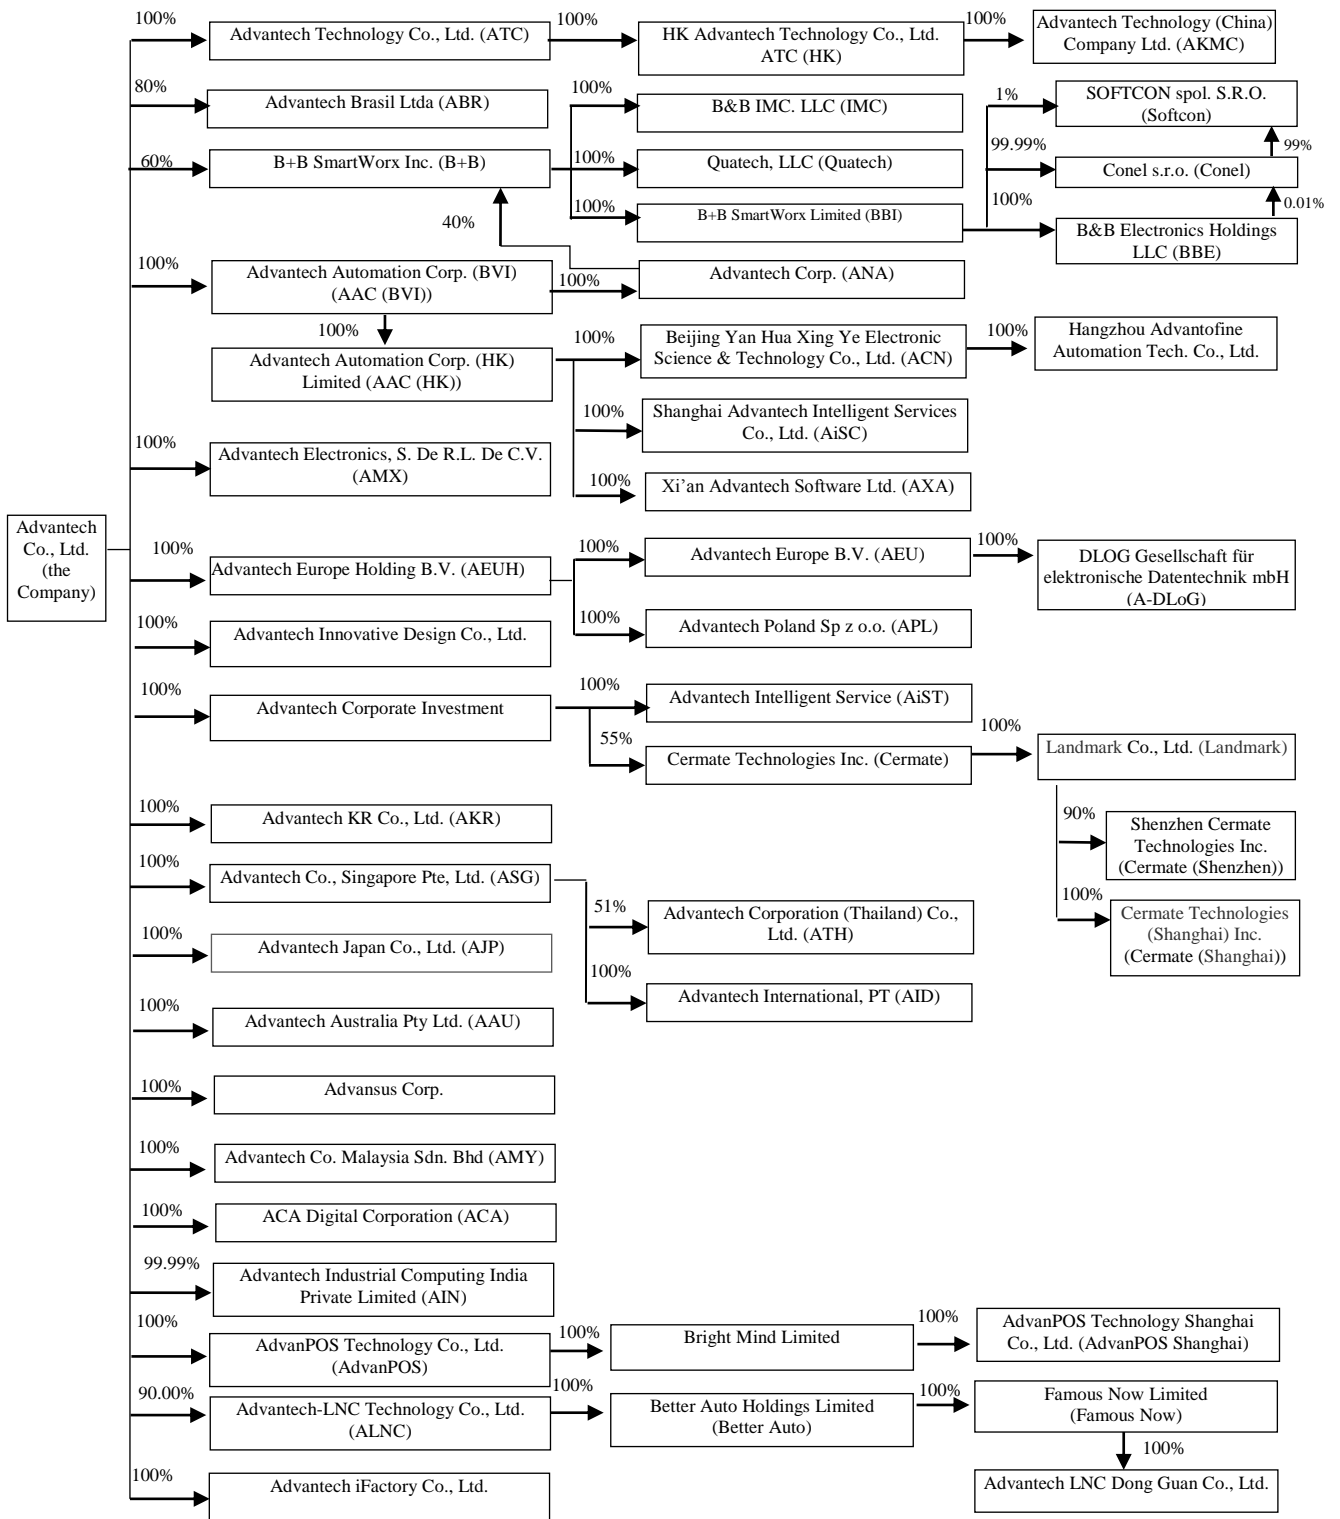 100%
Advantech Technology Co., Ltd. (ATC)
100%
HK Advantech Technology Co., Ltd.
ATC (HK)
100%
Advantech Technology (China)
Company Ltd. (AKMC)
80%
Advantech Brasil Ltda (ABR)
100%
B&B IMC. LLC (IMC)
1%
SOFTCON spol. S.R.O.
(Softcon)
60%
B+B SmartWorx Inc. (B+B)
100%
Quatech, LLC (Quatech)
99.99%
99%
Conel s.r.o. (Conel)
100%
B+B SmartWorx Limited (BBI)
100%
0.01%
B&B Electronics Holdings
LLC (BBE)
40%
100%
Advantech Automation Corp. (BVI)
(AAC (BVI))
100%
Advantech Corp. (ANA)
100%
Advantech Automation Corp. (HK)
Limited (AAC (HK))
100%
Beijing Yan Hua Xing Ye Electronic
Science & Technology Co., Ltd. (ACN)
100%
Hangzhou Advantofine
Automation Tech. Co., Ltd.
100%
Shanghai Advantech Intelligent Services
Co., Ltd. (AiSC)
100%
Advantech Electronics, S. De R.L. De C.V.
(AMX)
100%
Xi’an Advantech Software Ltd. (AXA)
Advantech
Co., Ltd.
(the
Company)
100%
Advantech Europe Holding B.V. (AEUH)
100%
Advantech Europe B.V. (AEU)
100%
DLOG Gesellschaft für
elektronische Datentechnik mbH
(A-DLoG)
100%
Advantech Innovative Design Co., Ltd.
100%
Advantech Poland Sp z o.o. (APL)
100%
Advantech Corporate Investment
100%
Advantech Intelligent Service (AiST)
55%
Cermate Technologies Inc. (Cermate)
100%
Landmark Co., Ltd. (Landmark)
100%
Advantech KR Co., Ltd. (AKR)
90%
Shenzhen Cermate
Technologies Inc.
(Cermate (Shenzhen))
100%
Advantech Co., Singapore Pte, Ltd. (ASG)
51%
Advantech Corporation (Thailand) Co.,
Ltd. (ATH)
100%
Cermate Technologies
(Shanghai) Inc.
(Cermate (Shanghai))
100%
Advantech Japan Co., Ltd. (AJP)
100%
Advantech International, PT (AID)
100%
Advantech Australia Pty Ltd. (AAU)
100%
Advansus Corp.
100%
Advantech Co. Malaysia Sdn. Bhd (AMY)
100%
ACA Digital Corporation (ACA)
99.99%
Advantech Industrial Computing India
Private Limited (AIN)
100%
AdvanPOS Technology Co., Ltd.
(AdvanPOS)
100%
Bright Mind Limited
100%
AdvanPOS Technology Shanghai
Co., Ltd. (AdvanPOS Shanghai)
90.00%
Advantech-LNC Technology Co., Ltd.
(ALNC)
100%
Better Auto Holdings Limited
(Better Auto)
100%
Famous Now Limited
(Famous Now)
100%
Advantech LNC Dong Guan Co., Ltd.
100%
Advantech iFactory Co., Ltd.